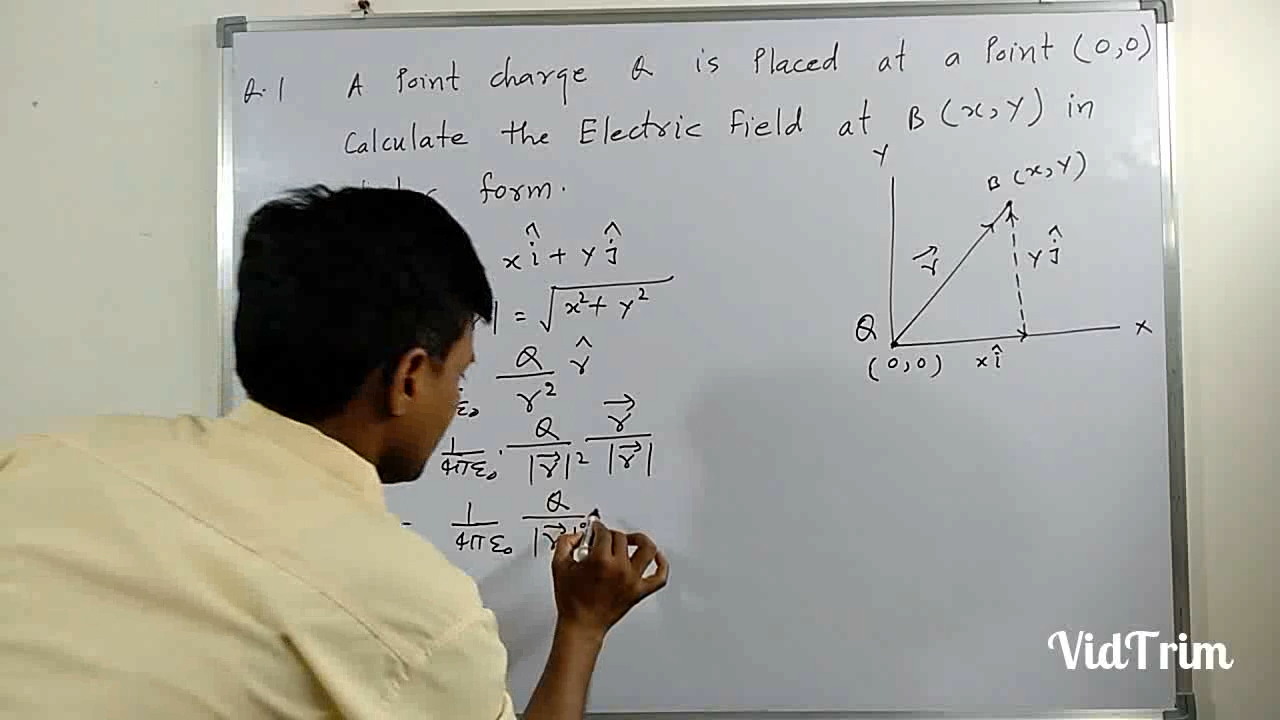 Q.1 A Point charge Q is Placed at a Point (0,0)
Calculate the Electric Field at B (x,y) in
form.
x î + y ĵ
| = √x² + y²
Q/r² r̂
ε₀
1/4πε₀ · Q/|r⃗|² r⃗/|r⃗|
= 1/4πε₀ Q/|r⃗|
Y
B (x,y)
r⃗
y ĵ
Q
X
(0,0)
x î
VidTrim